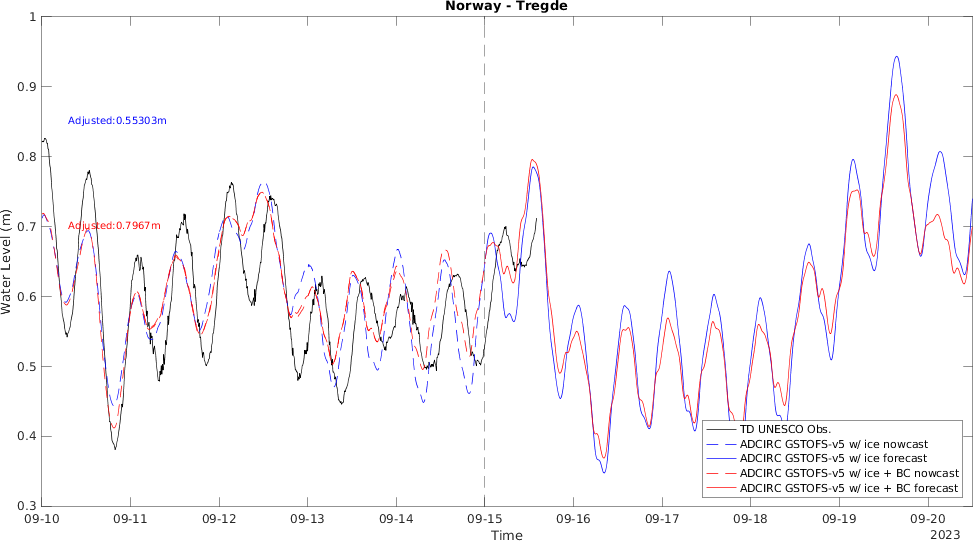 Norway - Tregde
1
0.9
0.8
0.7
0.6
0.5
0.4
0.3
Water Level (m)
Adjusted:0.55303m
Adjusted:0.7967m
TD UNESCO Obs.
ADCIRC GSTOFS-v5 w/ ice nowcast
ADCIRC GSTOFS-v5 w/ ice forecast
ADCIRC GSTOFS-v5 w/ ice + BC nowcast
ADCIRC GSTOFS-v5 w/ ice + BC forecast
09-10 09-11 09-12 09-13 09-14 09-15 09-16 09-17 09-18 09-19 09-20
Time 2023